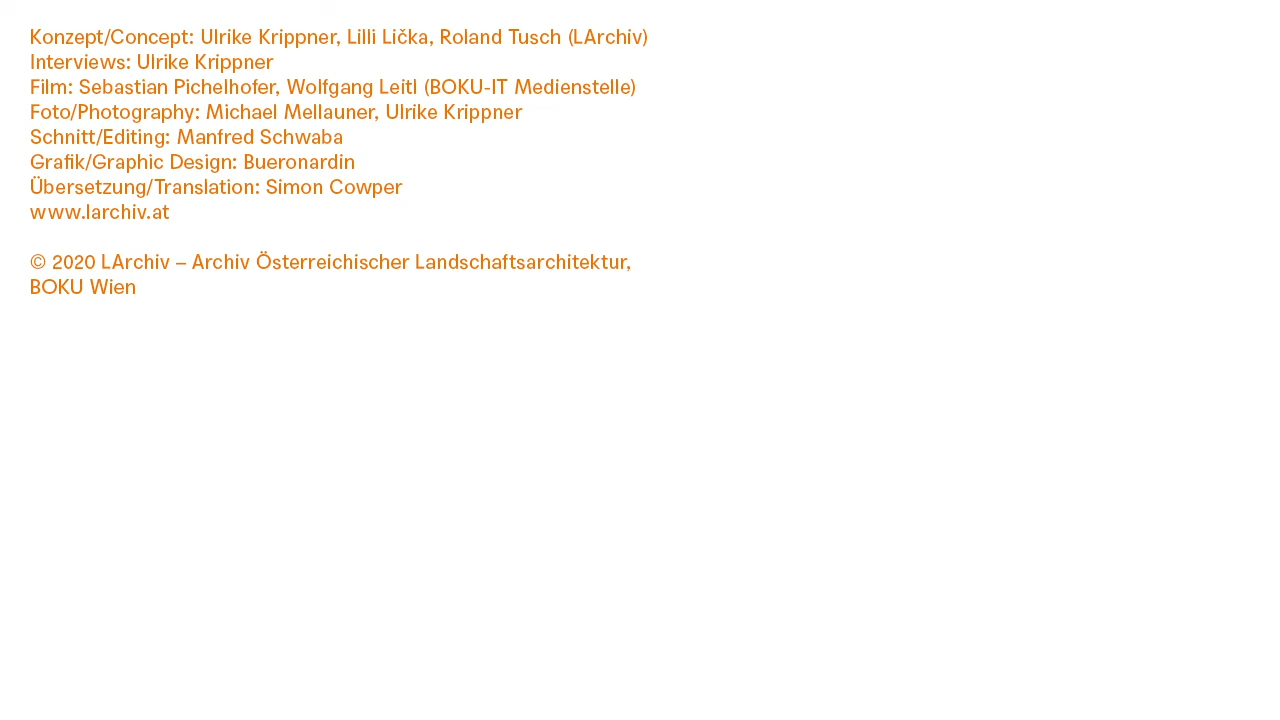 Konzept/Concept: Ulrike Krippner, Lilli Lička, Roland Tusch (LArchiv)
Interviews: Ulrike Krippner
Film: Sebastian Pichelhofer, Wolfgang Leitl (BOKU-IT Medienstelle)
Foto/Photography: Michael Mellauner, Ulrike Krippner
Schnitt/Editing: Manfred Schwaba
Grafik/Graphic Design: Bueronardin
Übersetzung/Translation: Simon Cowper
www.larchiv.at
© 2020 LArchiv – Archiv Österreichischer Landschaftsarchitektur,
BOKU Wien